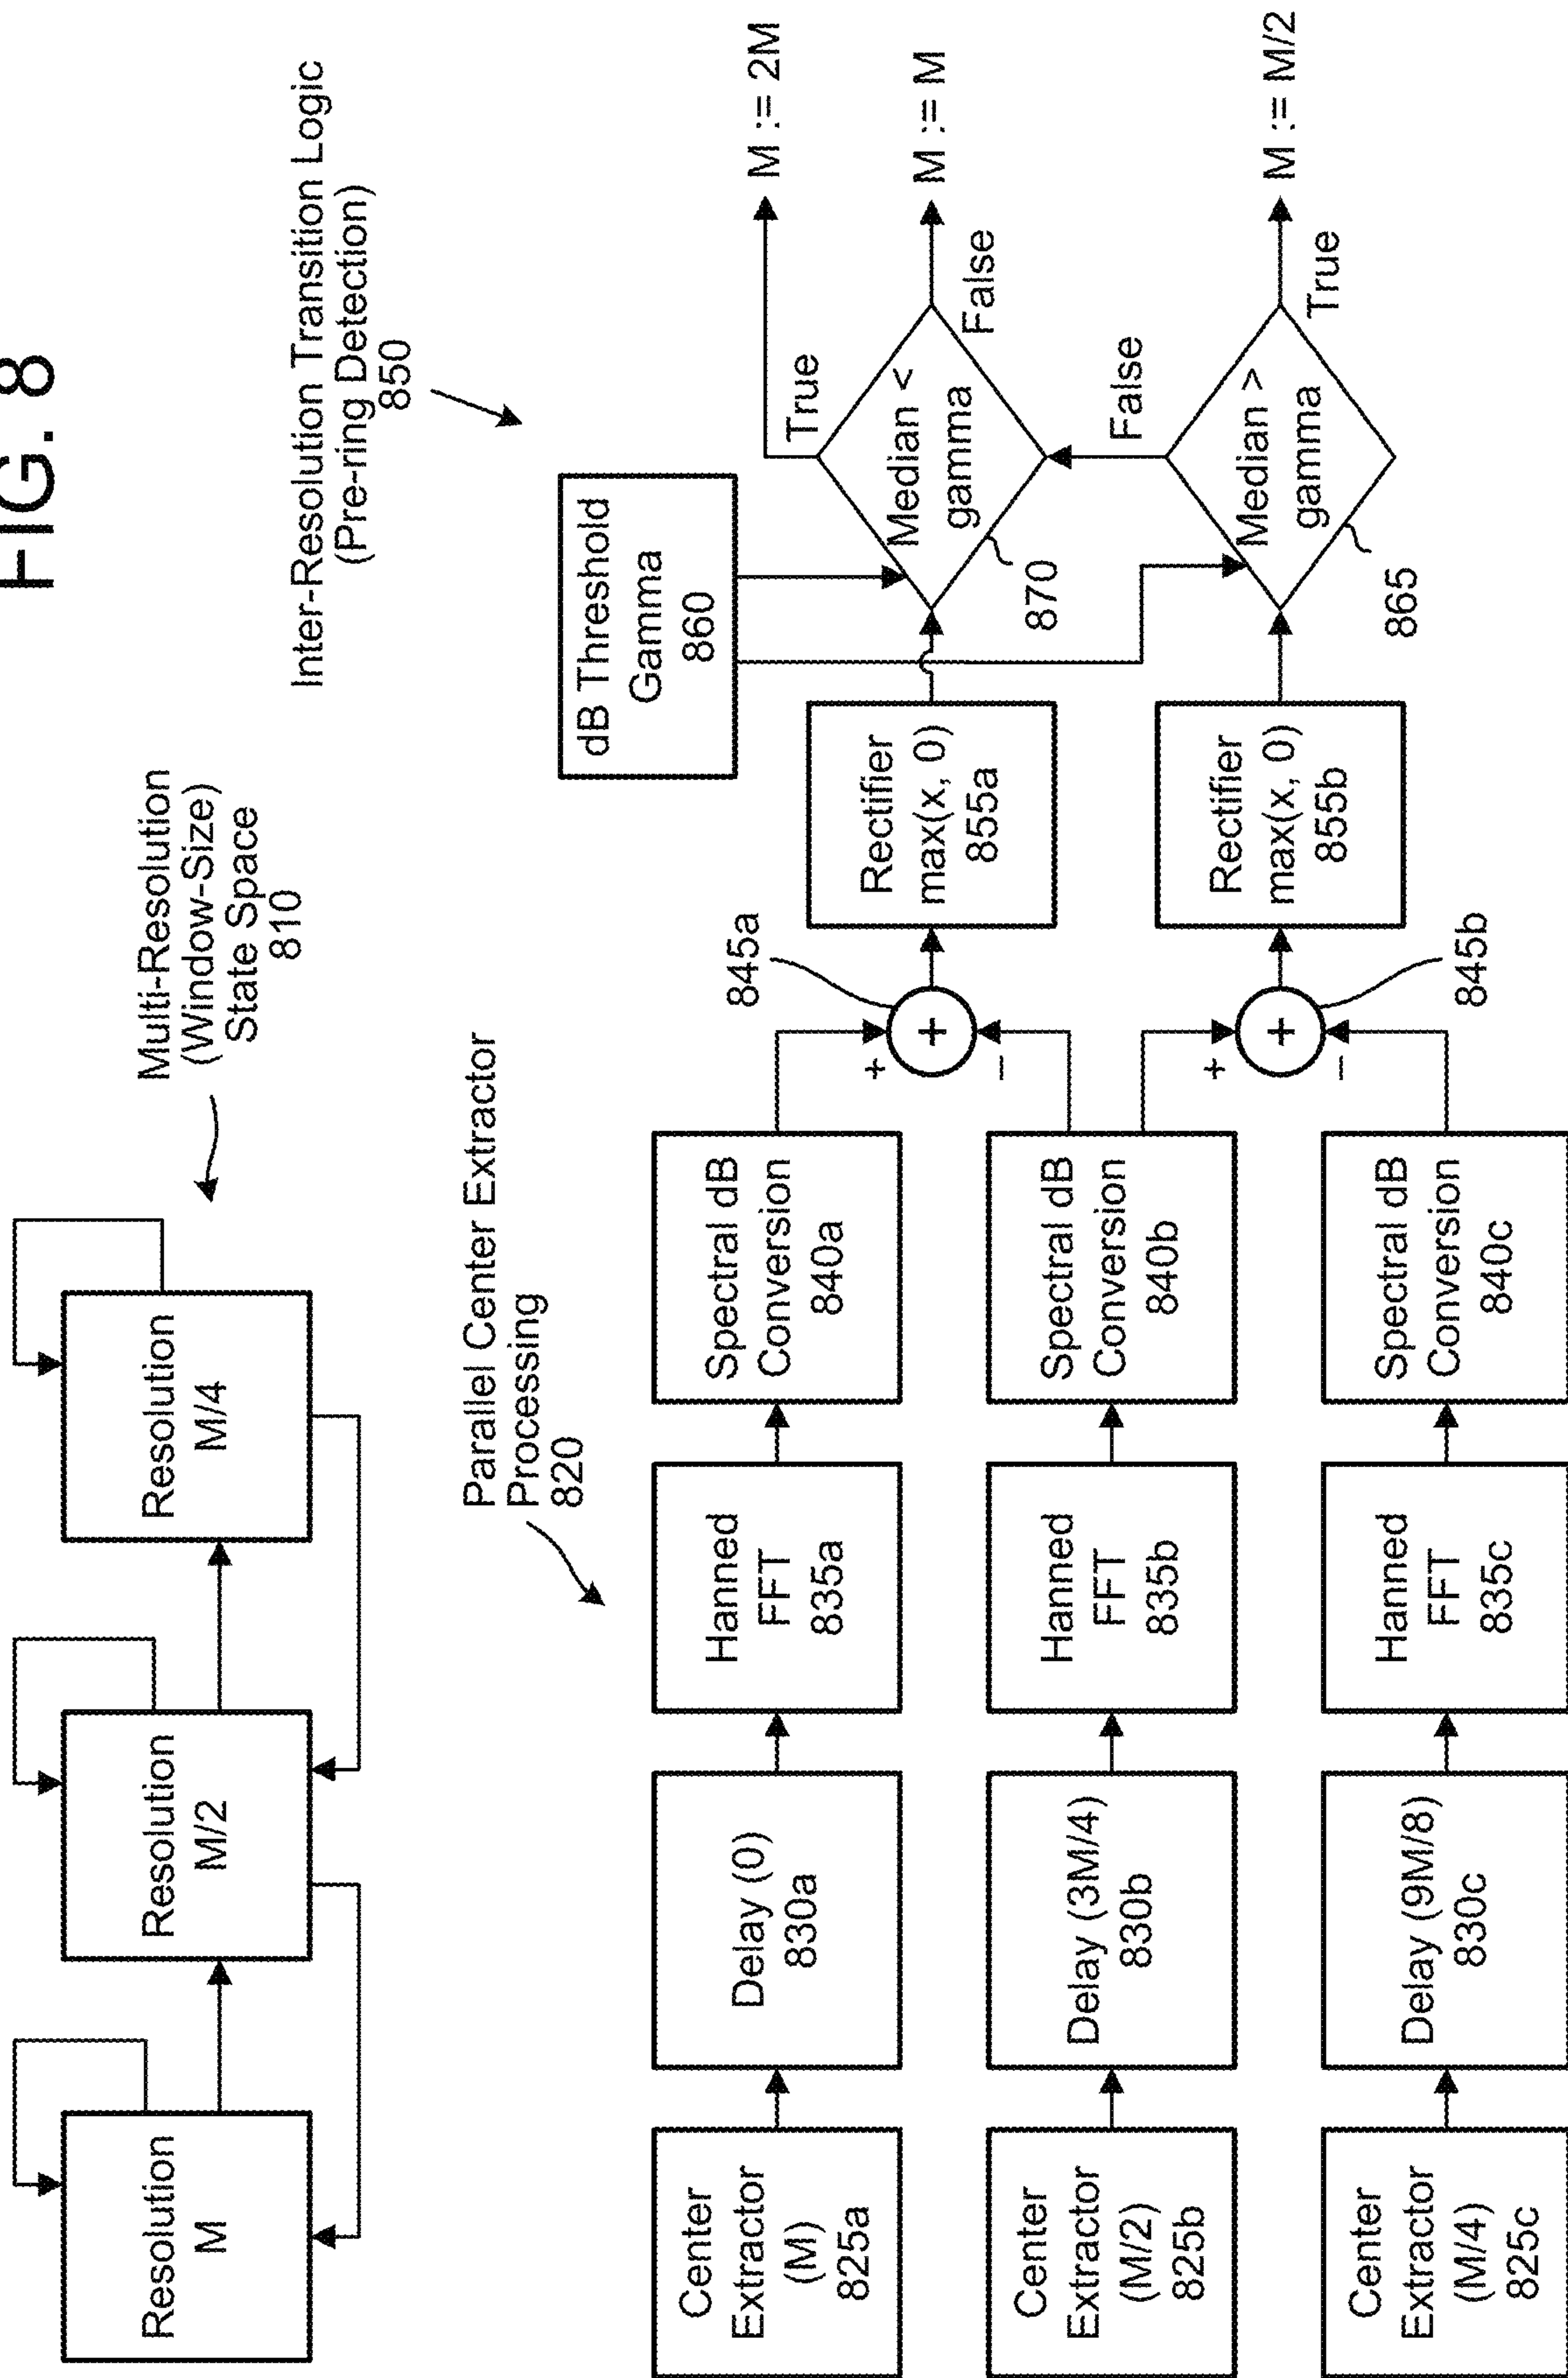 FIG. 8
Resolution
M
Resolution
M/2
Resolution
M/4
Multi-Resolution
(Window-Size)
State Space
810
Inter-Resolution Transition Logic
(Pre-ring Detection)
850
Parallel Center Extractor
Processing
820
Center
Extractor
(M)
825a
Delay (0)
830a
Hanned
FFT
835a
Spectral dB
Conversion
840a
Center
Extractor
(M/2)
825b
Delay (3M/4)
830b
Hanned
FFT
835b
Spectral dB
Conversion
840b
Center
Extractor
(M/4)
825c
Delay (9M/8)
830c
Hanned
FFT
835c
Spectral dB
Conversion
840c
+
+
−
845a
+
+
−
845b
Rectifier
max(x, 0)
855a
Rectifier
max(x, 0)
855b
dB Threshold
Gamma
860
Median <
gamma
870
True
False
Median >
gamma
865
False
True
M := 2M
M := M
M := M/2